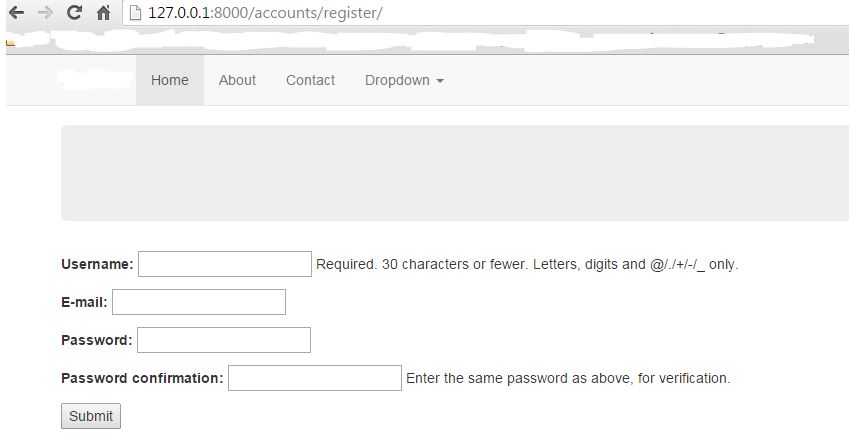 127.0.0.1:8000/accounts/register/
Home About Contact Dropdown
Username: Required. 30 characters or fewer. Letters, digits and @/./+/-/_ only.
E-mail:
Password:
Password confirmation: Enter the same password as above, for verification.
Submit